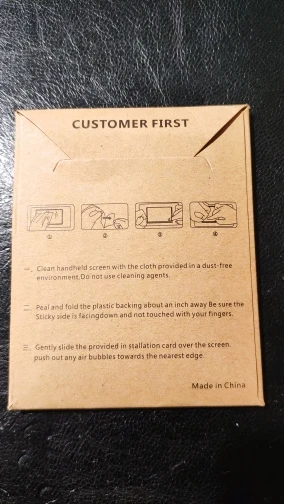 CUSTOMER FIRST
① ② ③ ④
一. Clean handheld screen with the cloth provided in a dust-free
environment.Do not use cleaning agents.
二. Peal and fold the plastic backing about an inch away Be sure the
Sticky side is facingdown and not touched with your fingers.
三. Gently slide the provided in stallation card over the screen.
push out any air bubbles towards the nearest edge
Made in China